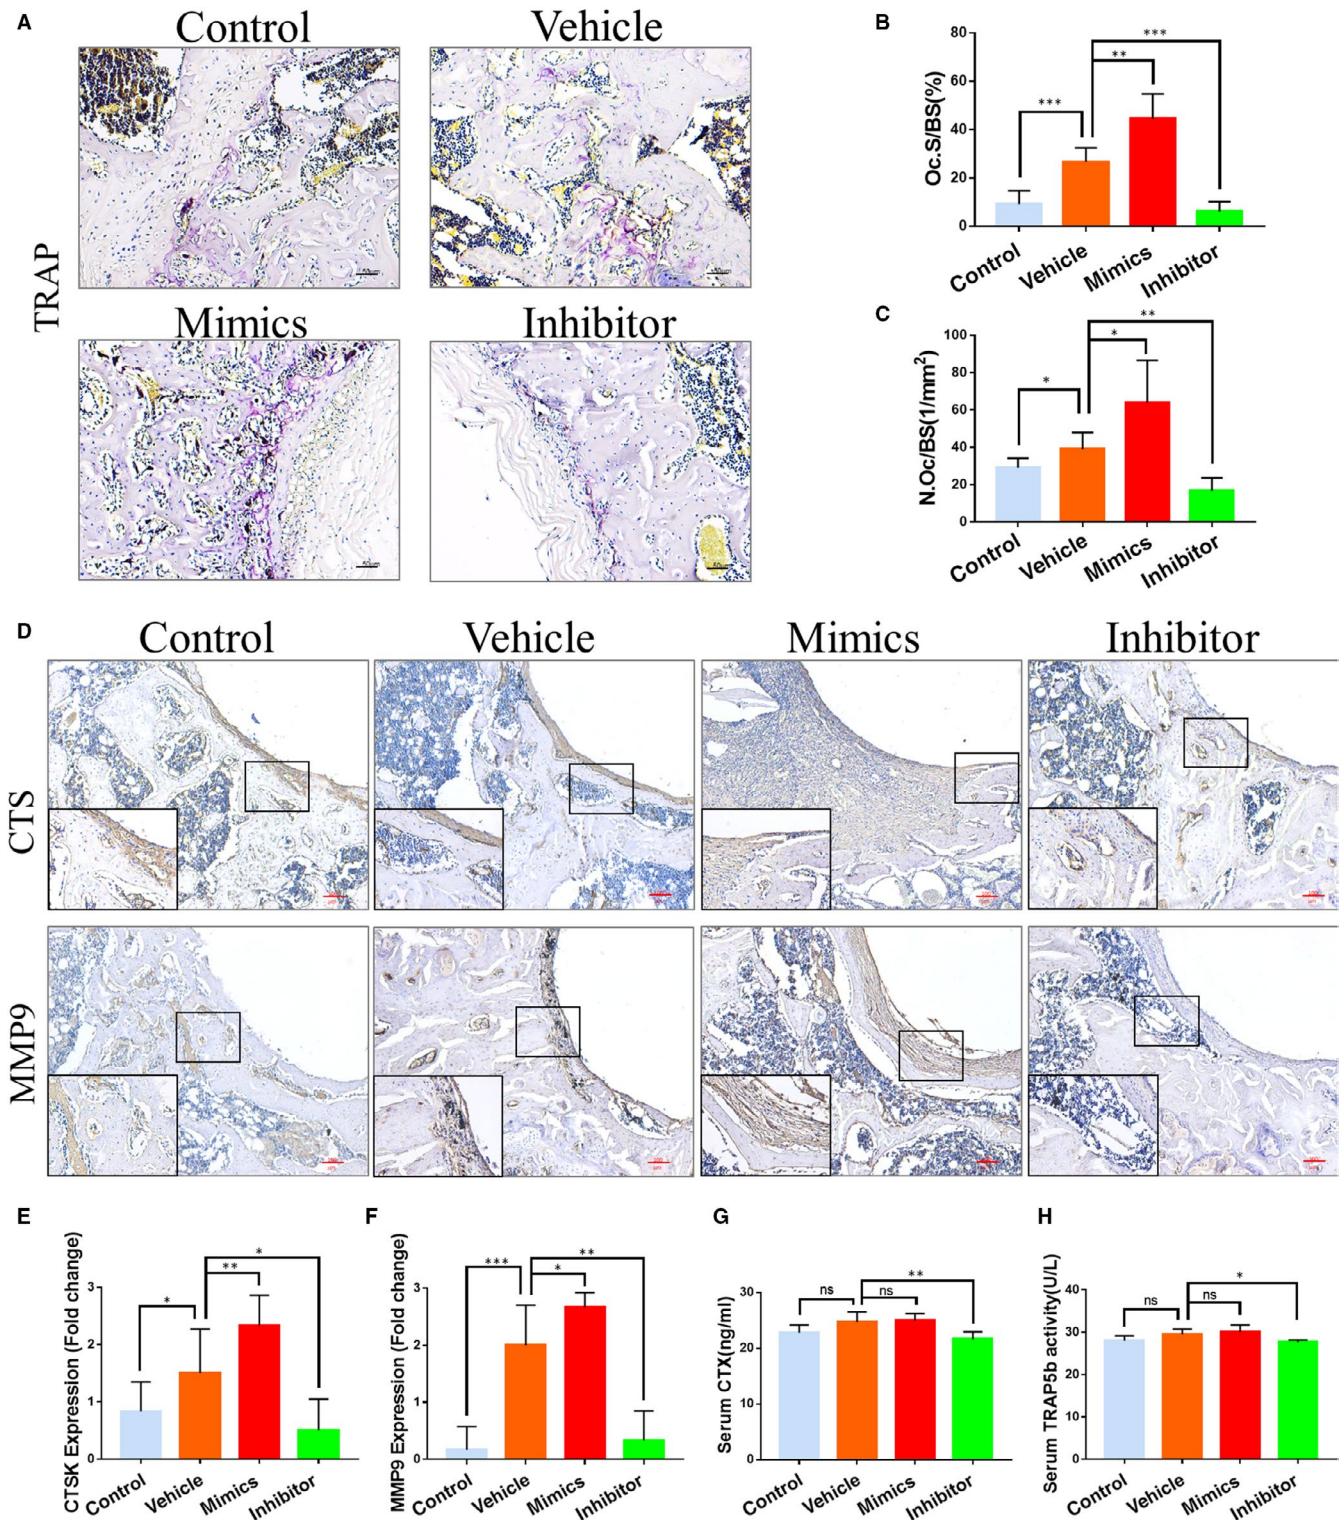 A
Control
Vehicle
TRAP
Mimics
Inhibitor
50μm
50μm
50μm
50μm
B
Oc.S/BS(%)
80
60
40
20
0
***
***
**
Control
Vehicle
Mimics
Inhibitor
C
N.Oc/BS(1/mm²)
100
80
60
40
20
0
*
**
*
Control
Vehicle
Mimics
Inhibitor
D
Control
Vehicle
Mimics
Inhibitor
CTS
MMP9
E
CTSK Expression (Fold change)
3
2
1
0
*
*
**
Control
Vehicle
Mimics
Inhibitor
F
MMP9 Expression (Fold change)
3
2
1
0
***
**
*
Control
Vehicle
Mimics
Inhibitor
G
Serum CTX(ng/ml)
30
20
10
0
ns
**
ns
Control
Vehicle
Mimics
Inhibitor
H
Serum TRAP5b activity(U/L)
40
30
20
10
0
ns
*
ns
Control
Vehicle
Mimics
Inhibitor